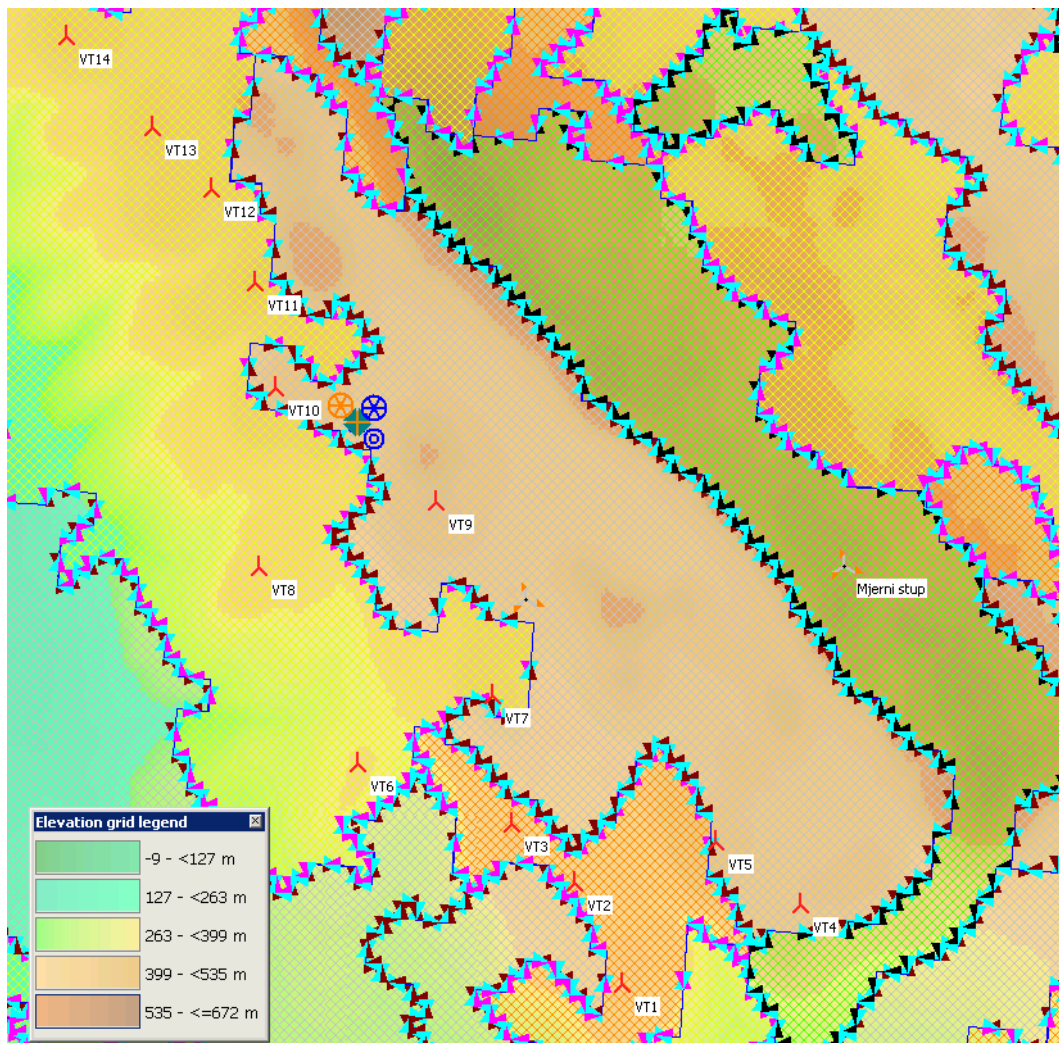 VT14
VT13
VT12
VT11
VT10
VT9
VT8
Mjerni stup
VT7
VT6
VT3
VT5
VT2
VT4
VT1
Elevation grid legend
-9 - <127 m
127 - <263 m
263 - <399 m
399 - <535 m
535 - <=672 m